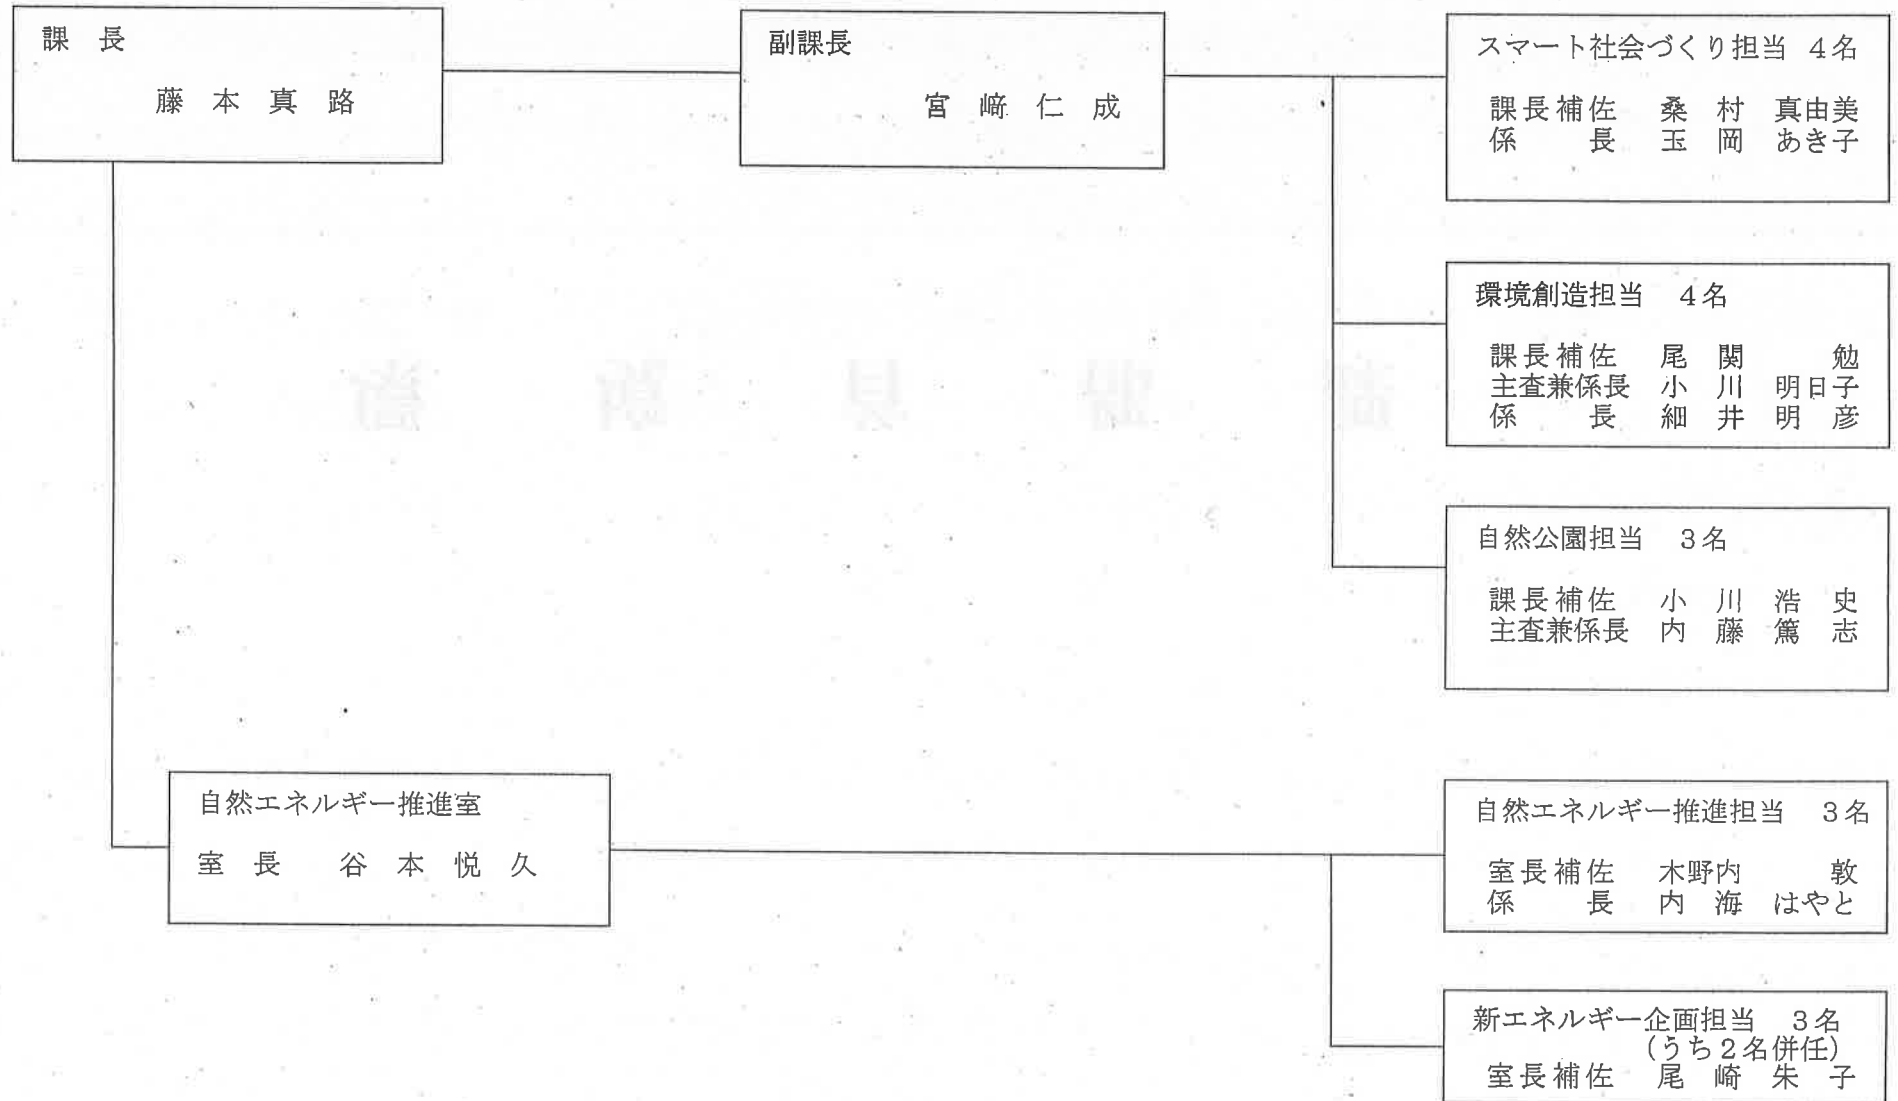 課 長
藤 本 真 路
副課長
宮 﨑 仁 成
スマート社会づくり担当 4名
課長補佐 桑 村 真由美
係 長 玉 岡 あき子
環境創造担当 4名
課長補佐 尾 関 勉
主査兼係長 小 川 明日子
係 長 細 井 明 彦
自然公園担当 3名
課長補佐 小 川 浩 史
主査兼係長 内 藤 篤 志
自然エネルギー推進室
室 長 谷 本 悦 久
自然エネルギー推進担当 3名
室長補佐 木野内 敦
係 長 内 海 はやと
新エネルギー企画担当 3名
(うち2名併任)
室長補佐 尾 崎 朱 子